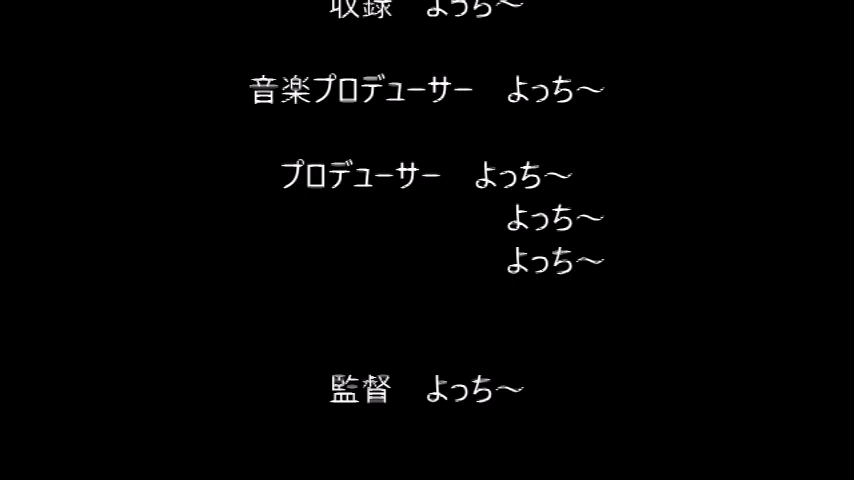 収録　よっち～
音楽プロデューサー　よっち～
プロデューサー　よっち～
よっち～
よっち～
監督　よっち～